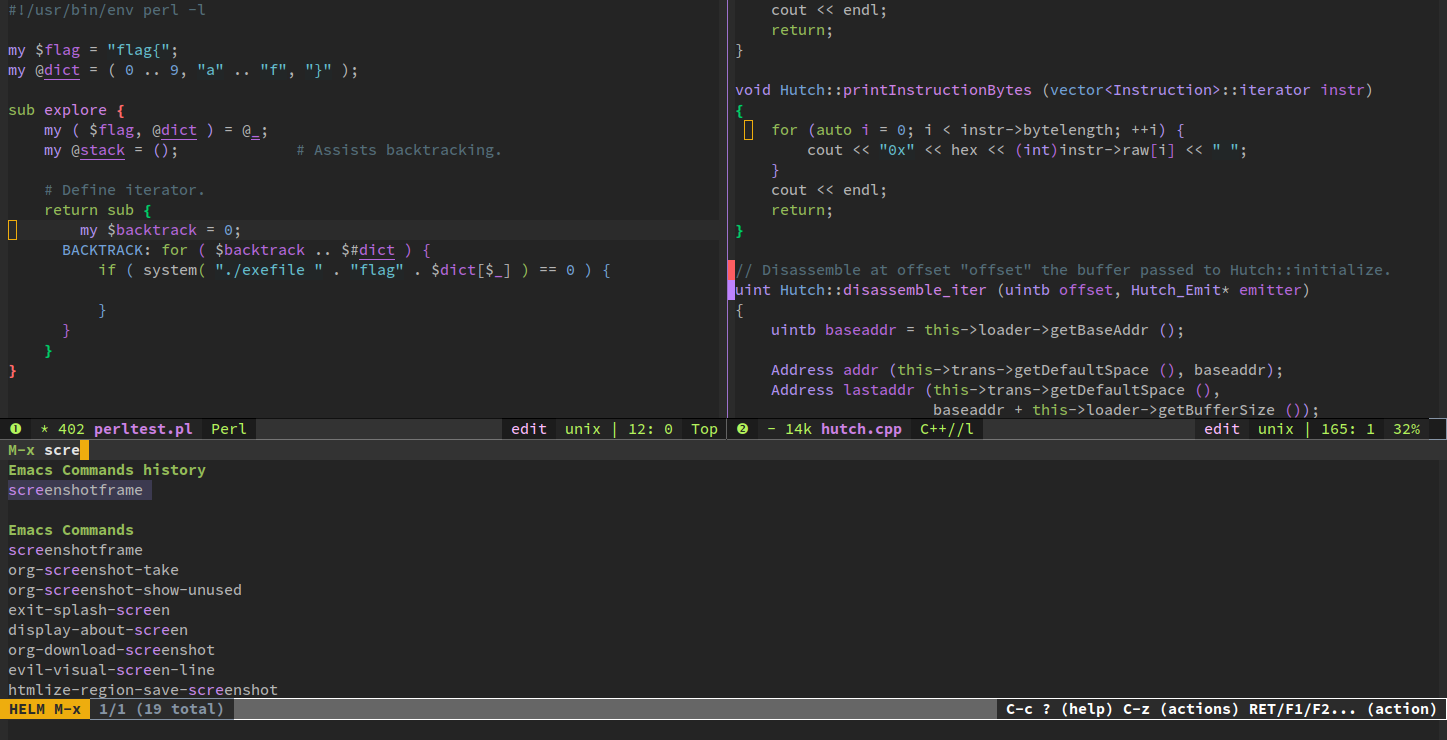 #!/usr/bin/env perl -l
my $flag = "flag{";
my @dict = ( 0 .. 9, "a" .. "f", "}" );
sub explore {
    my ( $flag, @dict ) = @_;
    my @stack = ();             # Assists backtracking.
    # Define iterator.
    return sub {
        my $backtrack = 0;
      BACKTRACK: for ( $backtrack .. $#dict ) {
          if ( system( "./exefile " . "flag" . $dict[$_] ) == 0 ) {
          }
      }
    }
}
❶ * 402 perltest.pl Perl edit unix | 12: 0 Top
    cout << endl;
    return;
}
void Hutch::printInstructionBytes (vector<Instruction>::iterator instr)
{
    for (auto i = 0; i < instr->bytelength; ++i) {
        cout << "0x" << hex << (int)instr->raw[i] << " ";
    }
    cout << endl;
    return;
}
// Disassemble at offset "offset" the buffer passed to Hutch::initialize.
uint Hutch::disassemble_iter (uintb offset, Hutch_Emit* emitter)
{
    uintb baseaddr = this->loader->getBaseAddr ();
    Address addr (this->trans->getDefaultSpace (), baseaddr);
    Address lastaddr (this->trans->getDefaultSpace (),
                      baseaddr + this->loader->getBufferSize ());
❷ - 14k hutch.cpp C++//l edit unix | 165: 1 32%
M-x scre
Emacs Commands history
screenshotframe
Emacs Commands
screenshotframe
org-screenshot-take
org-screenshot-show-unused
exit-splash-screen
display-about-screen
org-download-screenshot
evil-visual-screen-line
htmlize-region-save-screenshot
HELM M-x 1/1 (19 total) C-c ? (help) C-z (actions) RET/F1/F2... (action)